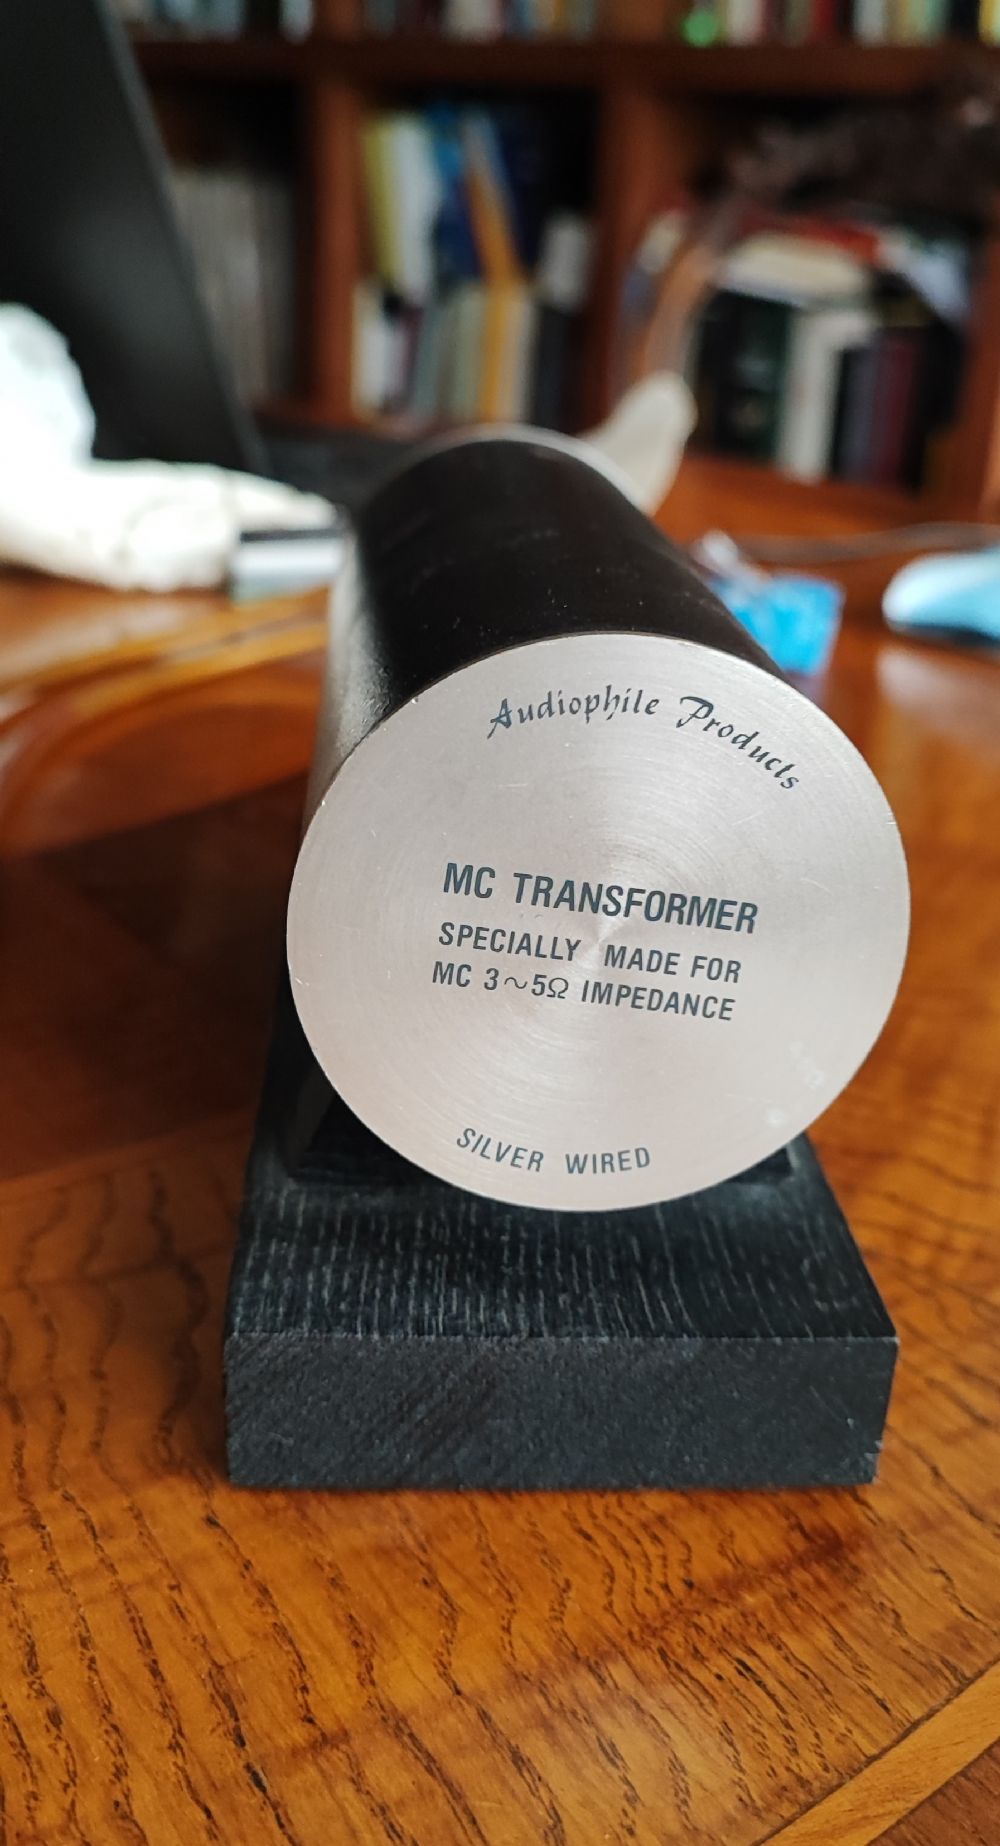 Audiophile Products
MC TRANSFORMER
SPECIALLY MADE FOR
MC 3~5Ω IMPEDANCE
SILVER WIRED